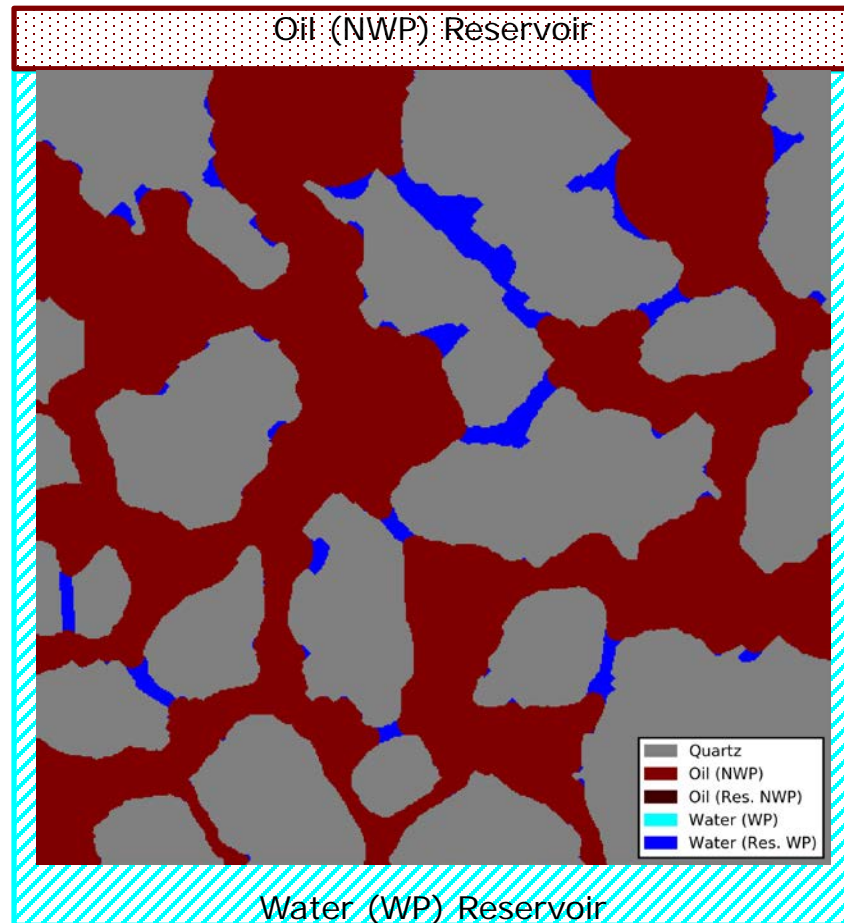 Oil (NWP) Reservoir
Quartz
Oil (NWP)
Oil (Res. NWP)
Water (WP)
Water (Res. WP)
Water (WP) Reservoir